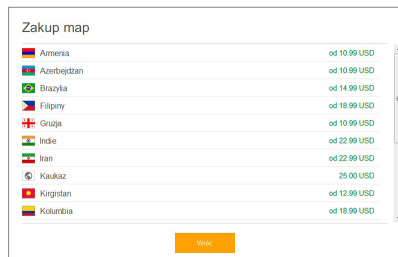 Zakup map
Armenia od 10.99 USD
Azerbejdżan od 10.99 USD
Brazylia od 14.99 USD
Filipiny od 18.99 USD
Gruzja od 10.99 USD
Indie od 22.99 USD
Iran od 22.99 USD
Kaukaz 25.00 USD
Kirgistan od 12.99 USD
Kolumbia od 18.99 USD
Wróć